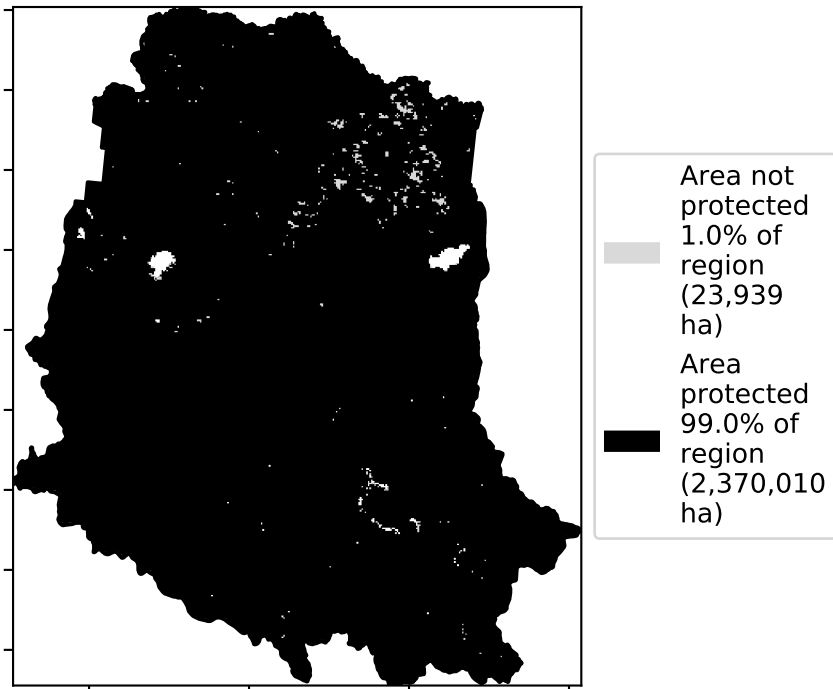 Area not
protected
1.0% of
region
(23,939
ha)
Area
protected
99.0% of
region
(2,370,010
ha)